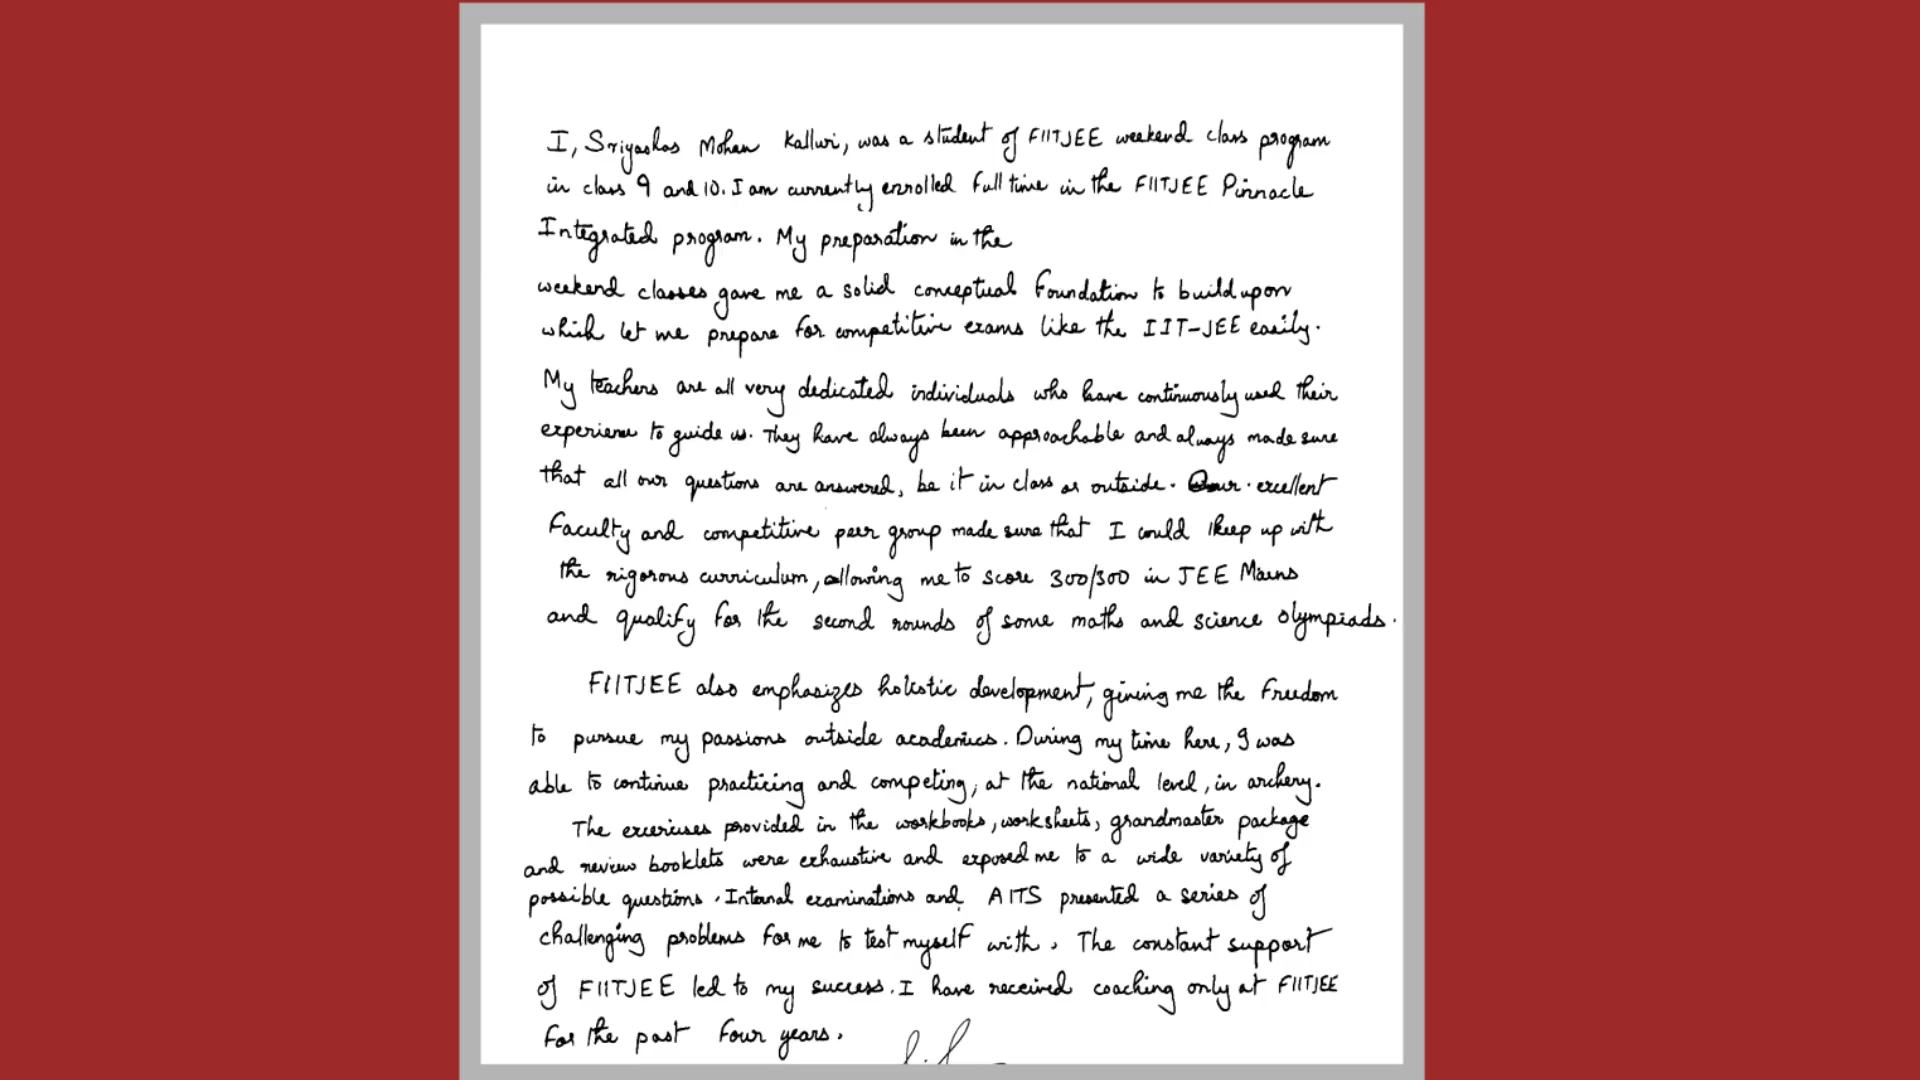 I, Sriyashas Mohan Kalluri, was a student of FIITJEE weekend class program
in class 9 and 10. I am currently enrolled full time in the FIITJEE Pinnacle
Integrated program. My preparation in the
weekend classes gave me a solid conceptual foundation to build upon
which let me prepare for competitive exams like the IIT-JEE easily.
My teachers are all very dedicated individuals who have continuously used their
experience to guide us. They have always been approachable and always made sure
that all our questions are answered, be it in class or outside. Our excellent
faculty and competitive peer group made sure that I could keep up with
the rigorous curriculum, allowing me to score 300/300 in JEE Mains
and qualify for the second rounds of some maths and science olympiads.
FIITJEE also emphasizes holistic development, giving me the freedom
to pursue my passions outside academics. During my time here, I was
able to continue practicing and competing, at the national level, in archery.
The exercises provided in the workbooks, worksheets, grandmaster package
and review booklets were exhaustive and exposed me to a wide variety of
possible questions. Internal examinations and AITS presented a series of
challenging problems for me to test myself with. The constant support
of FIITJEE led to my success. I have received coaching only at FIITJEE
for the past four years.